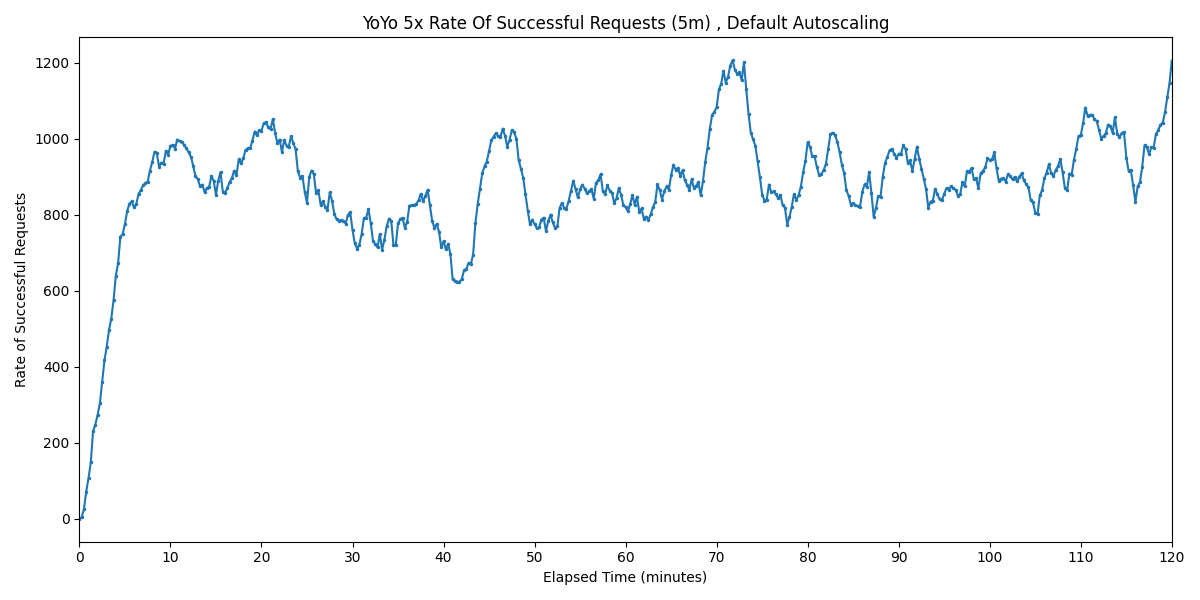 YoYo 5x Rate Of Successful Requests (5m) , Default Autoscaling
1200
1000
800
600
400
200
0
Rate of Successful Requests
0 10 20 30 40 50 60 70 80 90 100 110 120
Elapsed Time (minutes)